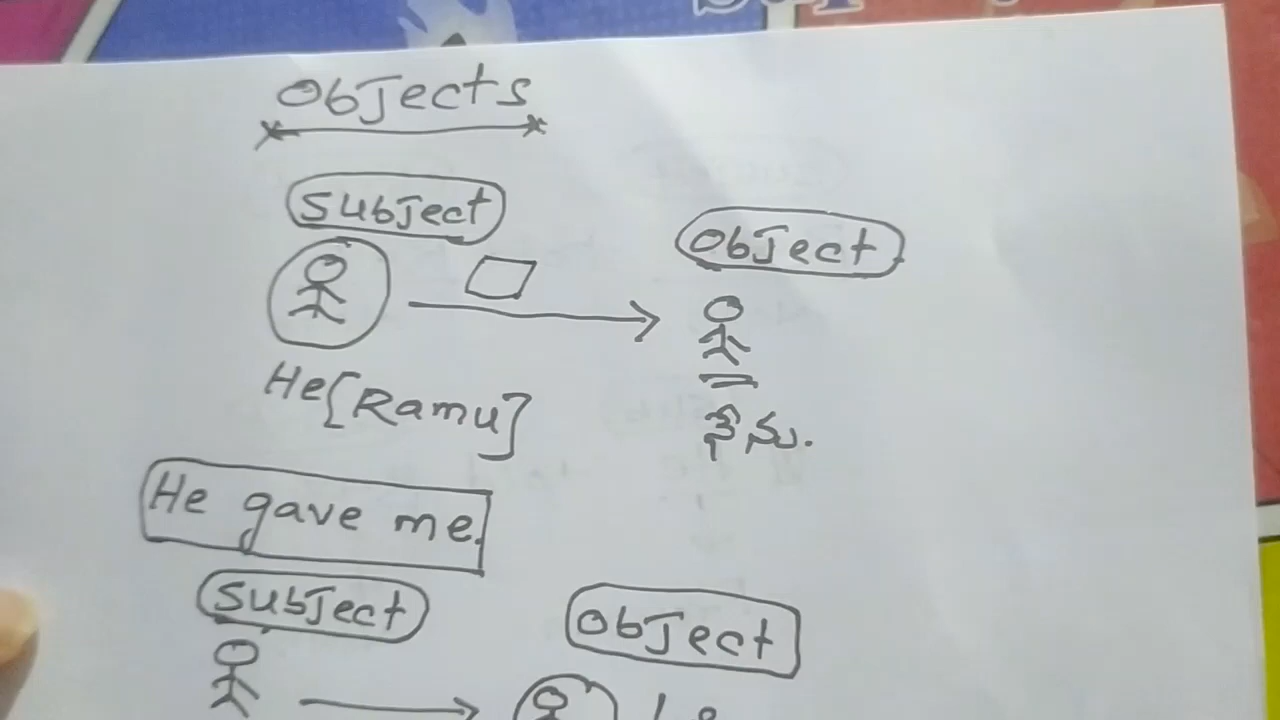 Objects
Subject
Object
He [Ramu]
నేను.
He gave me.
Subject
Object